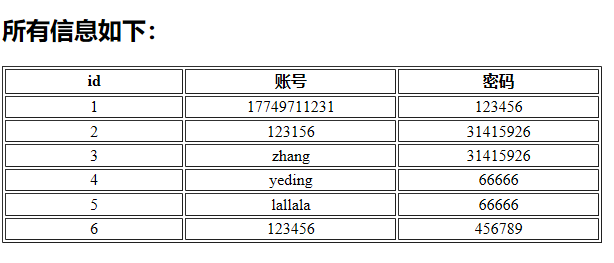 所有信息如下：
id 账号 密码
1 17749711231 123456
2 123156 31415926
3 zhang 31415926
4 yeding 66666
5 lallala 66666
6 123456 456789